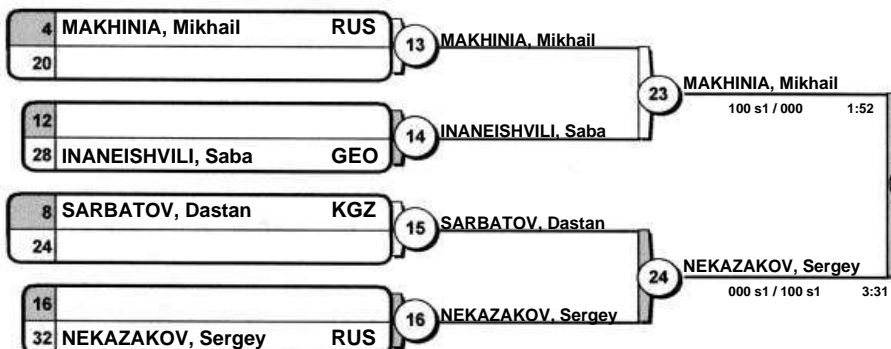 4 MAKHINIA, Mikhail RUS
13 MAKHINIA, Mikhail
20
23 MAKHINIA, Mikhail
100 s1 / 000 1:52
12
14 INANEISHVILI, Saba
28 INANEISHVILI, Saba GEO
8 SARBATOV, Dastan KGZ
15 SARBATOV, Dastan
24
24 NEKAZAKOV, Sergey
000 s1 / 100 s1 3:31
16
16 NEKAZAKOV, Sergey
32 NEKAZAKOV, Sergey RUS